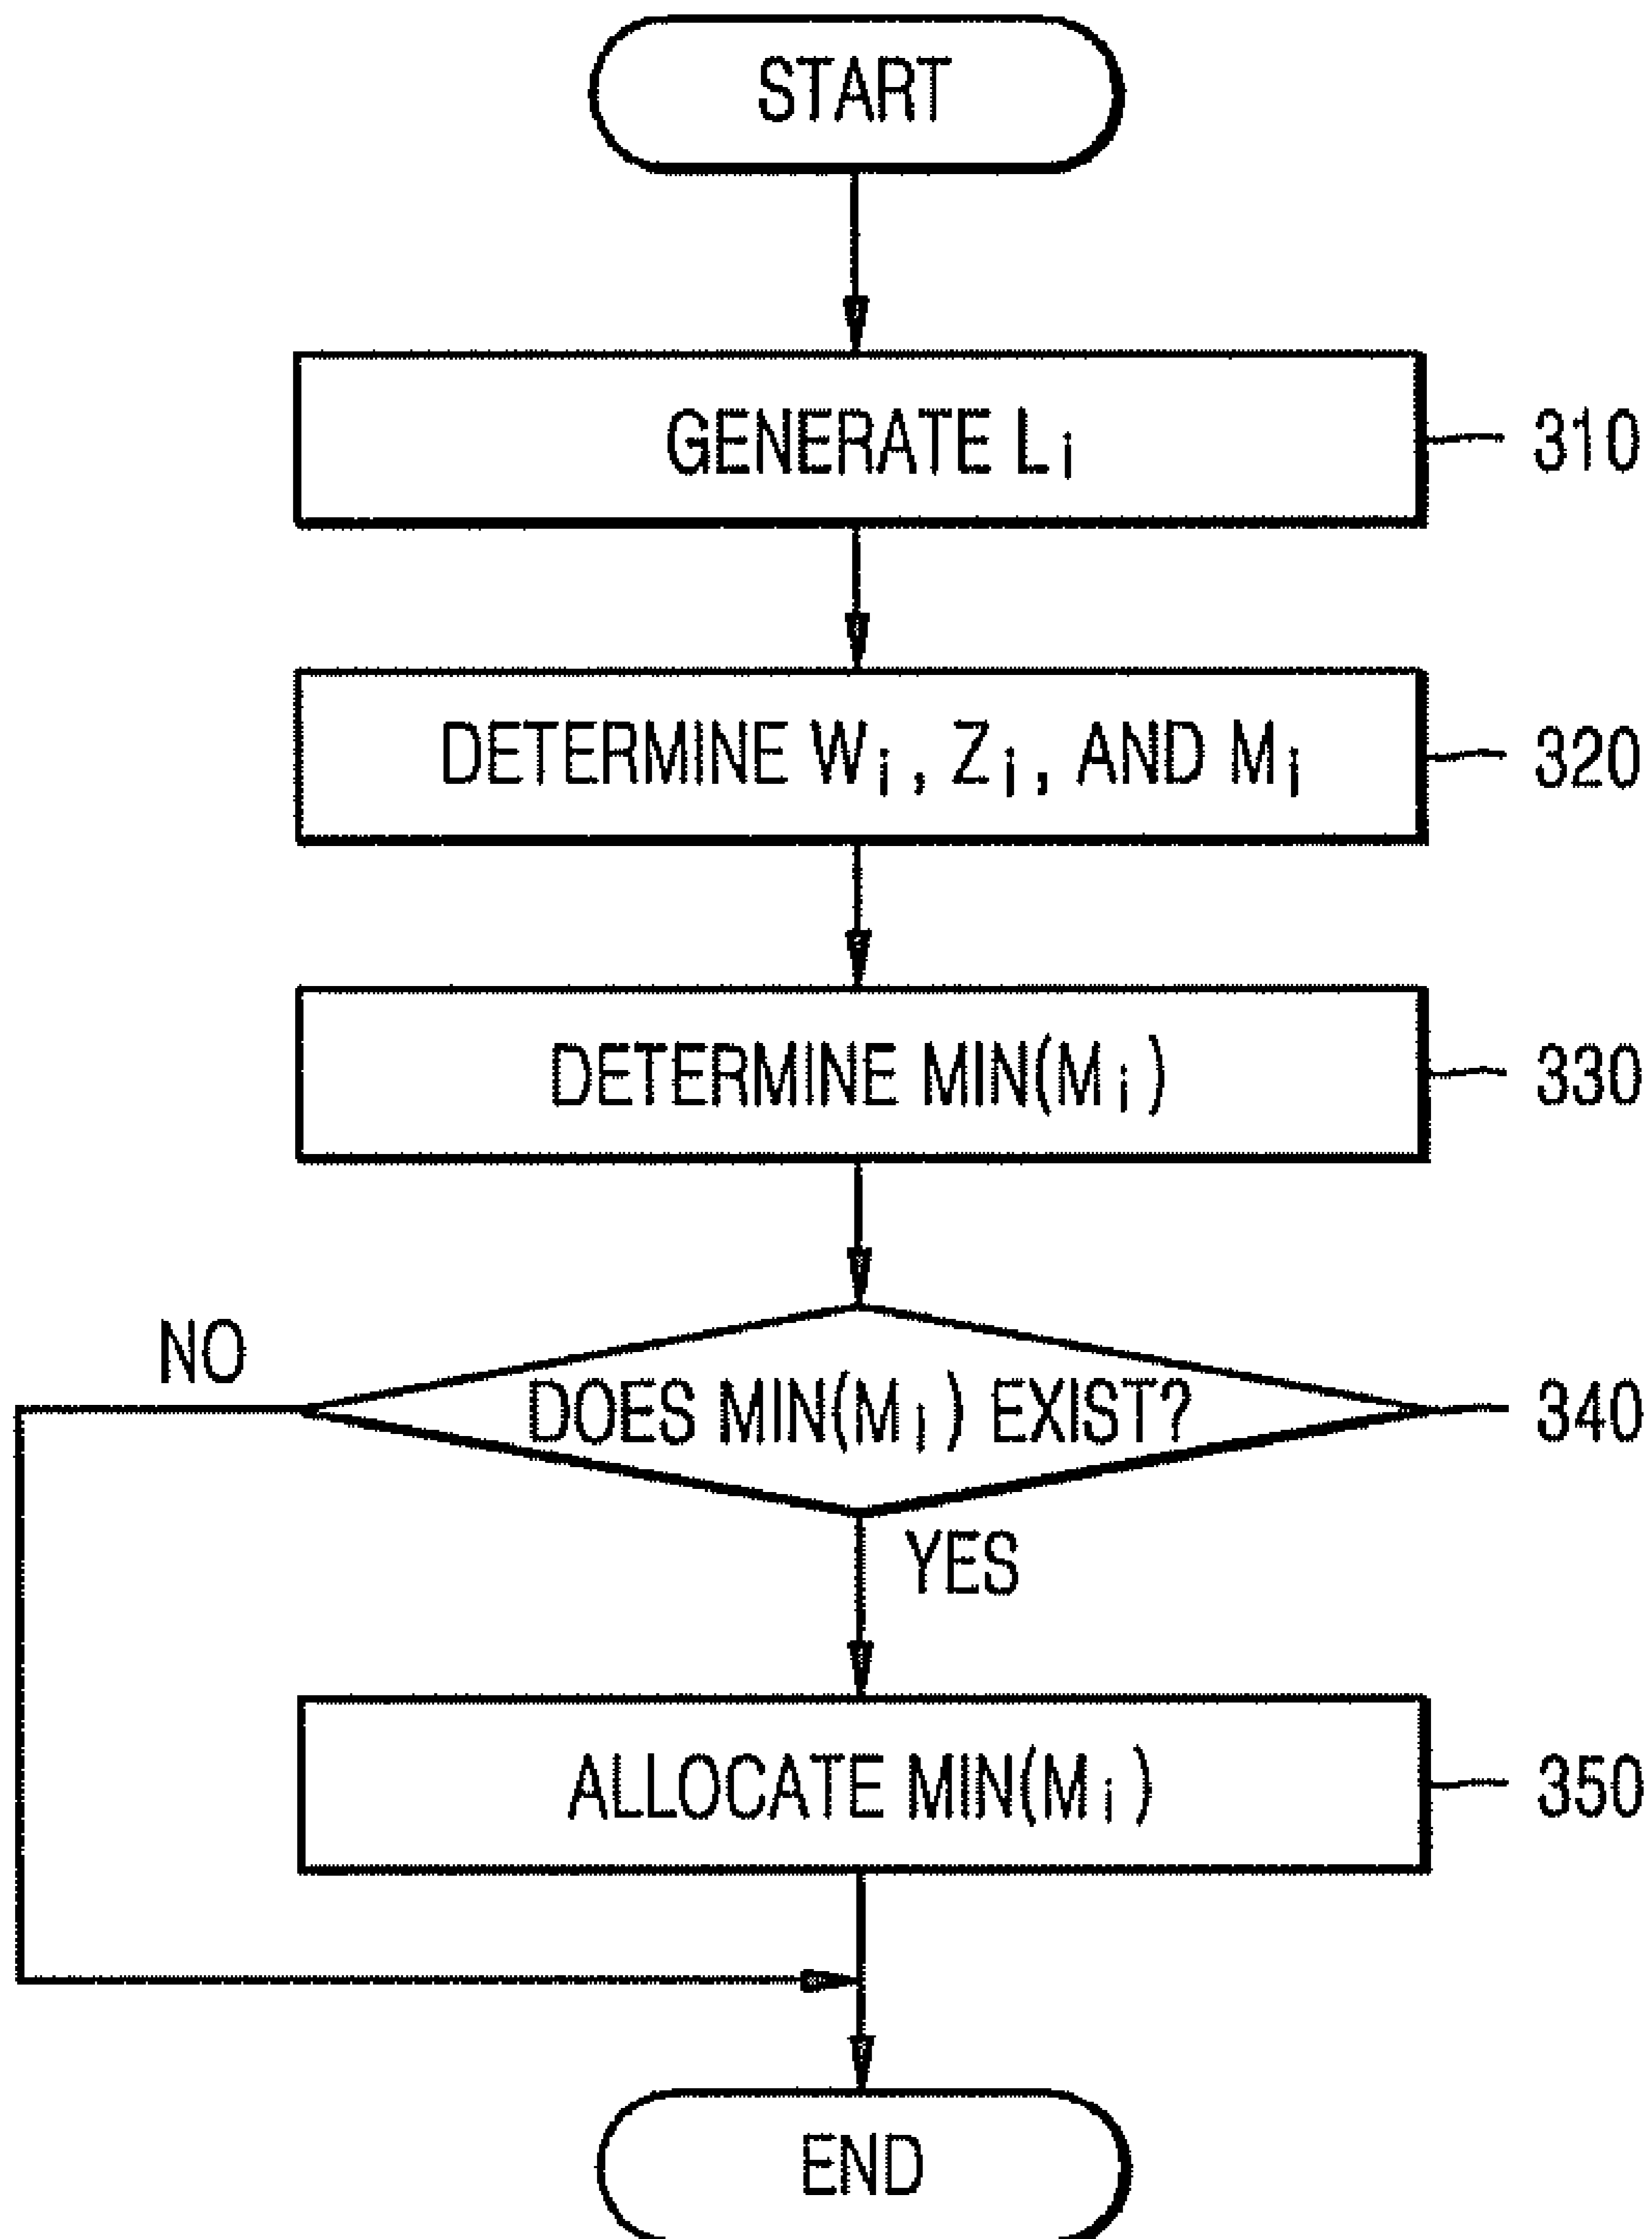 START
GENERATE Li
310
DETERMINE Wi, Zi, AND Mi
320
DETERMINE MIN(Mi)
330
NO
DOES MIN(Mi) EXIST?
340
YES
ALLOCATE MIN(Mi)
350
END